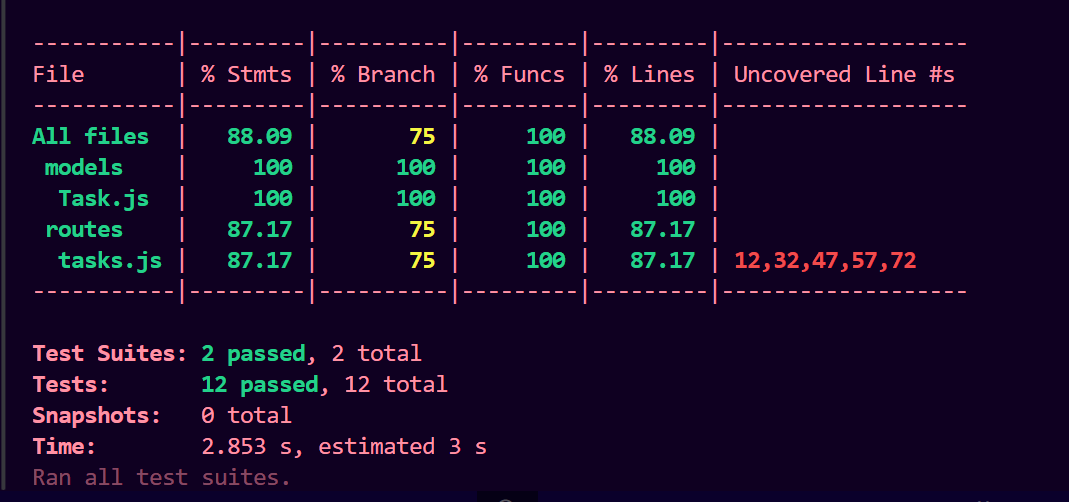 -----------|---------|----------|---------|---------|-------------------
File       | % Stmts | % Branch | % Funcs | % Lines | Uncovered Line #s
-----------|---------|----------|---------|---------|-------------------
All files  |   88.09 |       75 |     100 |   88.09 |
 models    |     100 |      100 |     100 |     100 |
  Task.js  |     100 |      100 |     100 |     100 |
 routes    |   87.17 |       75 |     100 |   87.17 |
  tasks.js |   87.17 |       75 |     100 |   87.17 | 12,32,47,57,72
-----------|---------|----------|---------|---------|-------------------
Test Suites: 2 passed, 2 total
Tests:       12 passed, 12 total
Snapshots:   0 total
Time:        2.853 s, estimated 3 s
Ran all test suites.